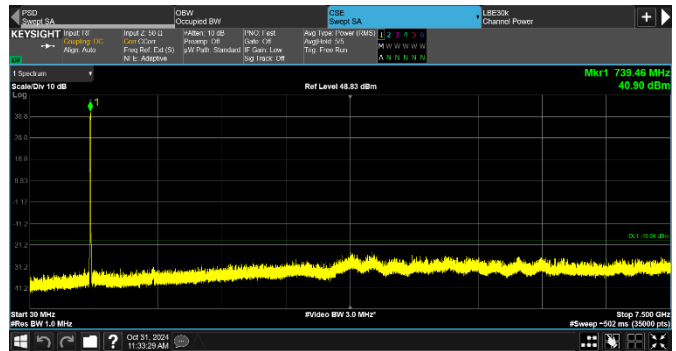 PSD
Swept SA
OBW
Occupied BW
CSE
Swept SA
LBE30k
Channel Power
KEYSIGHT
Input: RF
Coupling: DC
Align: Auto
Input Z: 50 Ω
Corr CCorr
Freq Ref: Ext (S)
NFE: Adaptive
#Atten: 10 dB
Preamp: Off
µW Path: Standard
PNO: Fast
Gate: Off
IF Gain: Low
Sig Track: Off
Avg Type: Power (RMS)
Avg|Hold: 5/5
Trig: Free Run
1 2 3 4 5 6
M W W W W W
A N N N N N
1 Spectrum
Scale/Div 10 dB
Ref Level 48.83 dBm
Mkr1 739.46 MHz
40.90 dBm
Log
1
38.8
28.8
18.8
8.83
-1.17
-11.2
-21.2
-31.2
-41.2
Start 30 MHz
#Res BW 1.0 MHz
#Video BW 3.0 MHz*
Stop 7.500 GHz
#Sweep ~502 ms (35000 pts)
Oct 31, 2024
11:33:29 AM